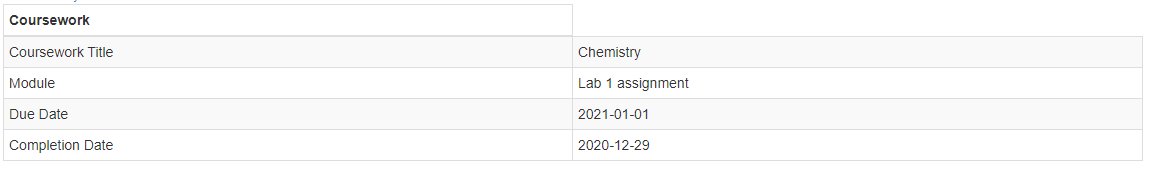 Coursework
Coursework Title Chemistry
Module Lab 1 assignment
Due Date 2021-01-01
Completion Date 2020-12-29